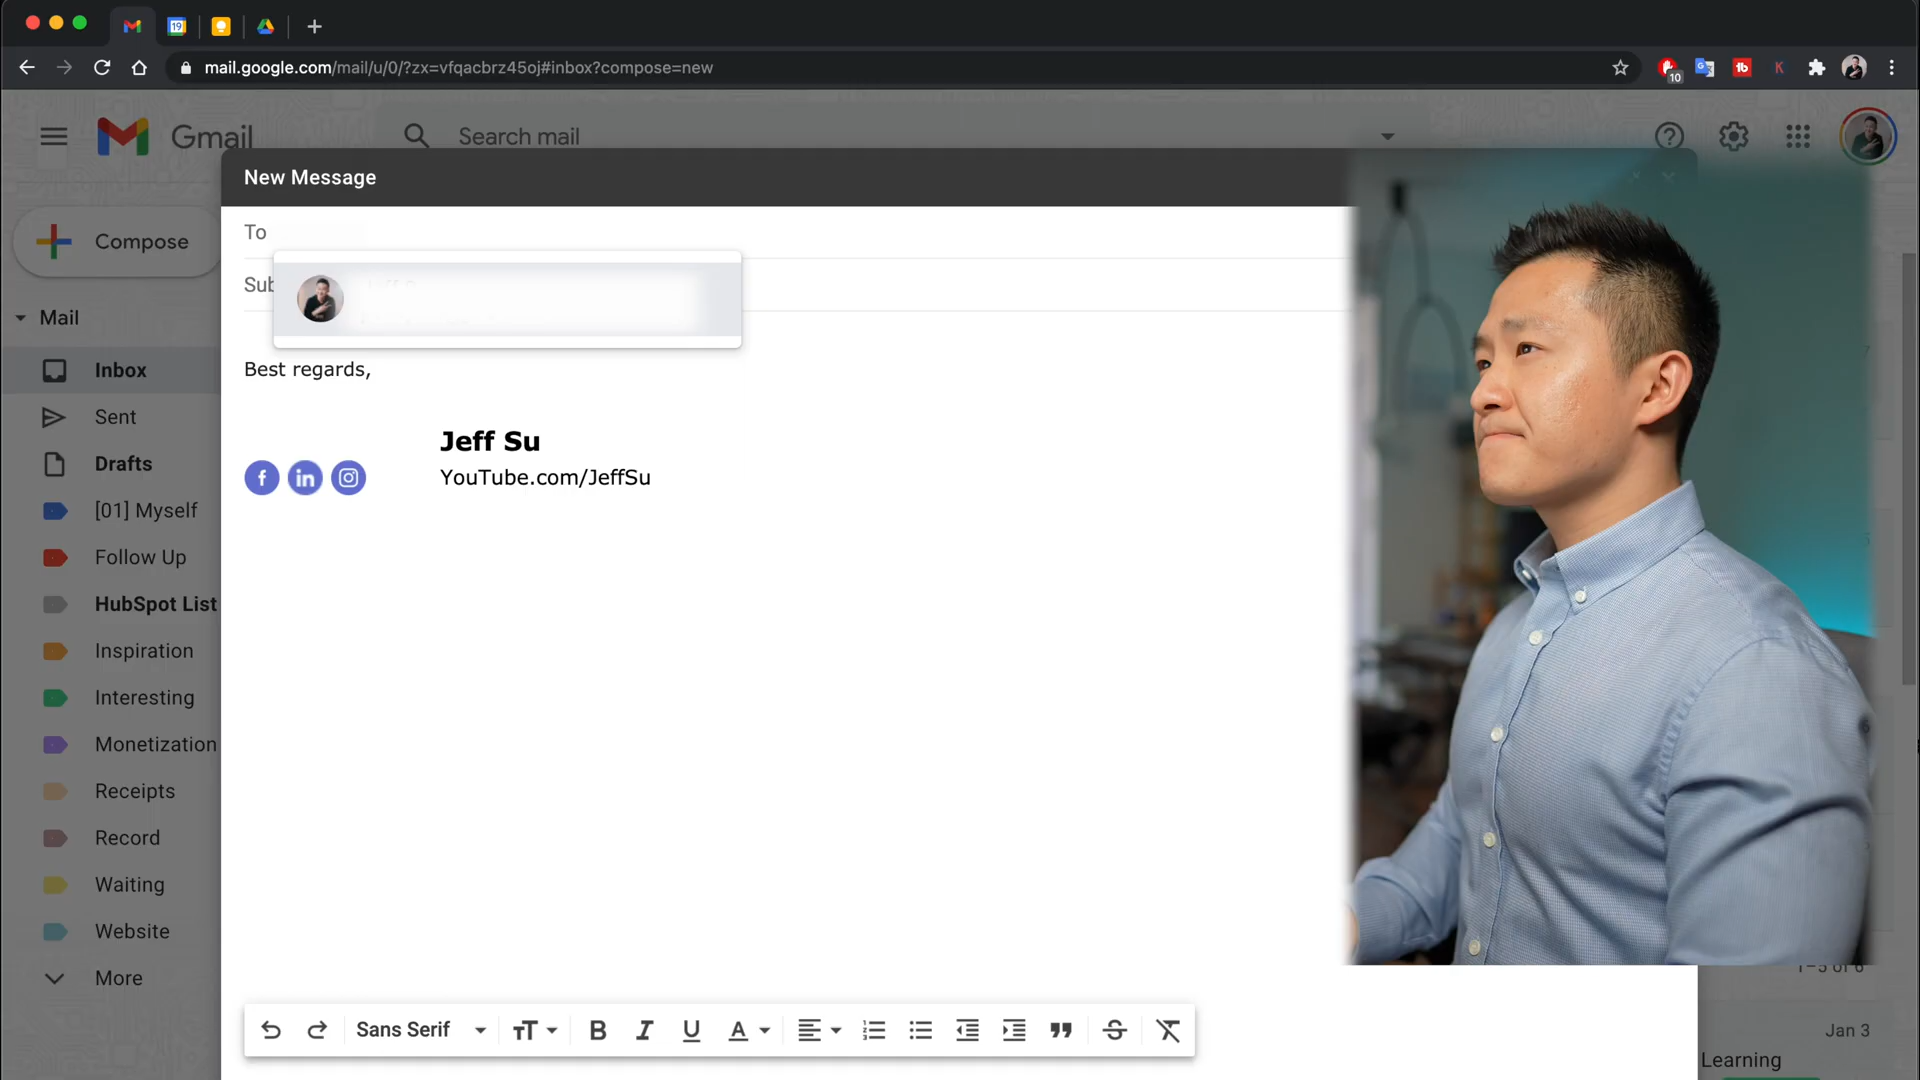 19
mail.google.com/mail/u/0/?zx=vfqacbrz45oj#inbox?compose=new
10
Gmail
Search mail
Compose
New Message
To
Sub
Mail
Inbox
Sent
Drafts
[01] Myself
Follow Up
HubSpot List
Inspiration
Interesting
Monetization
Receipts
Record
Waiting
Website
More
Best regards,
Jeff Su
YouTube.com/JeffSu
Sans Serif
Jan 3
Learning